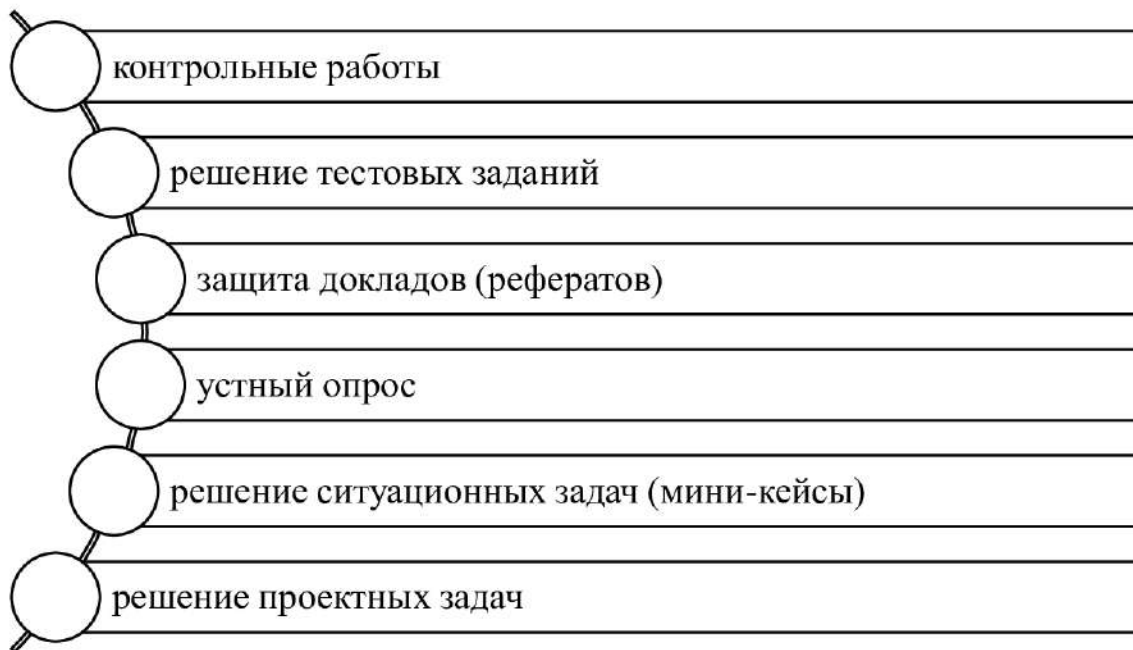 контрольные работы
решение тестовых заданий
защита докладов (рефератов)
устный опрос
решение ситуационных задач (мини-кейсы)
решение проектных задач